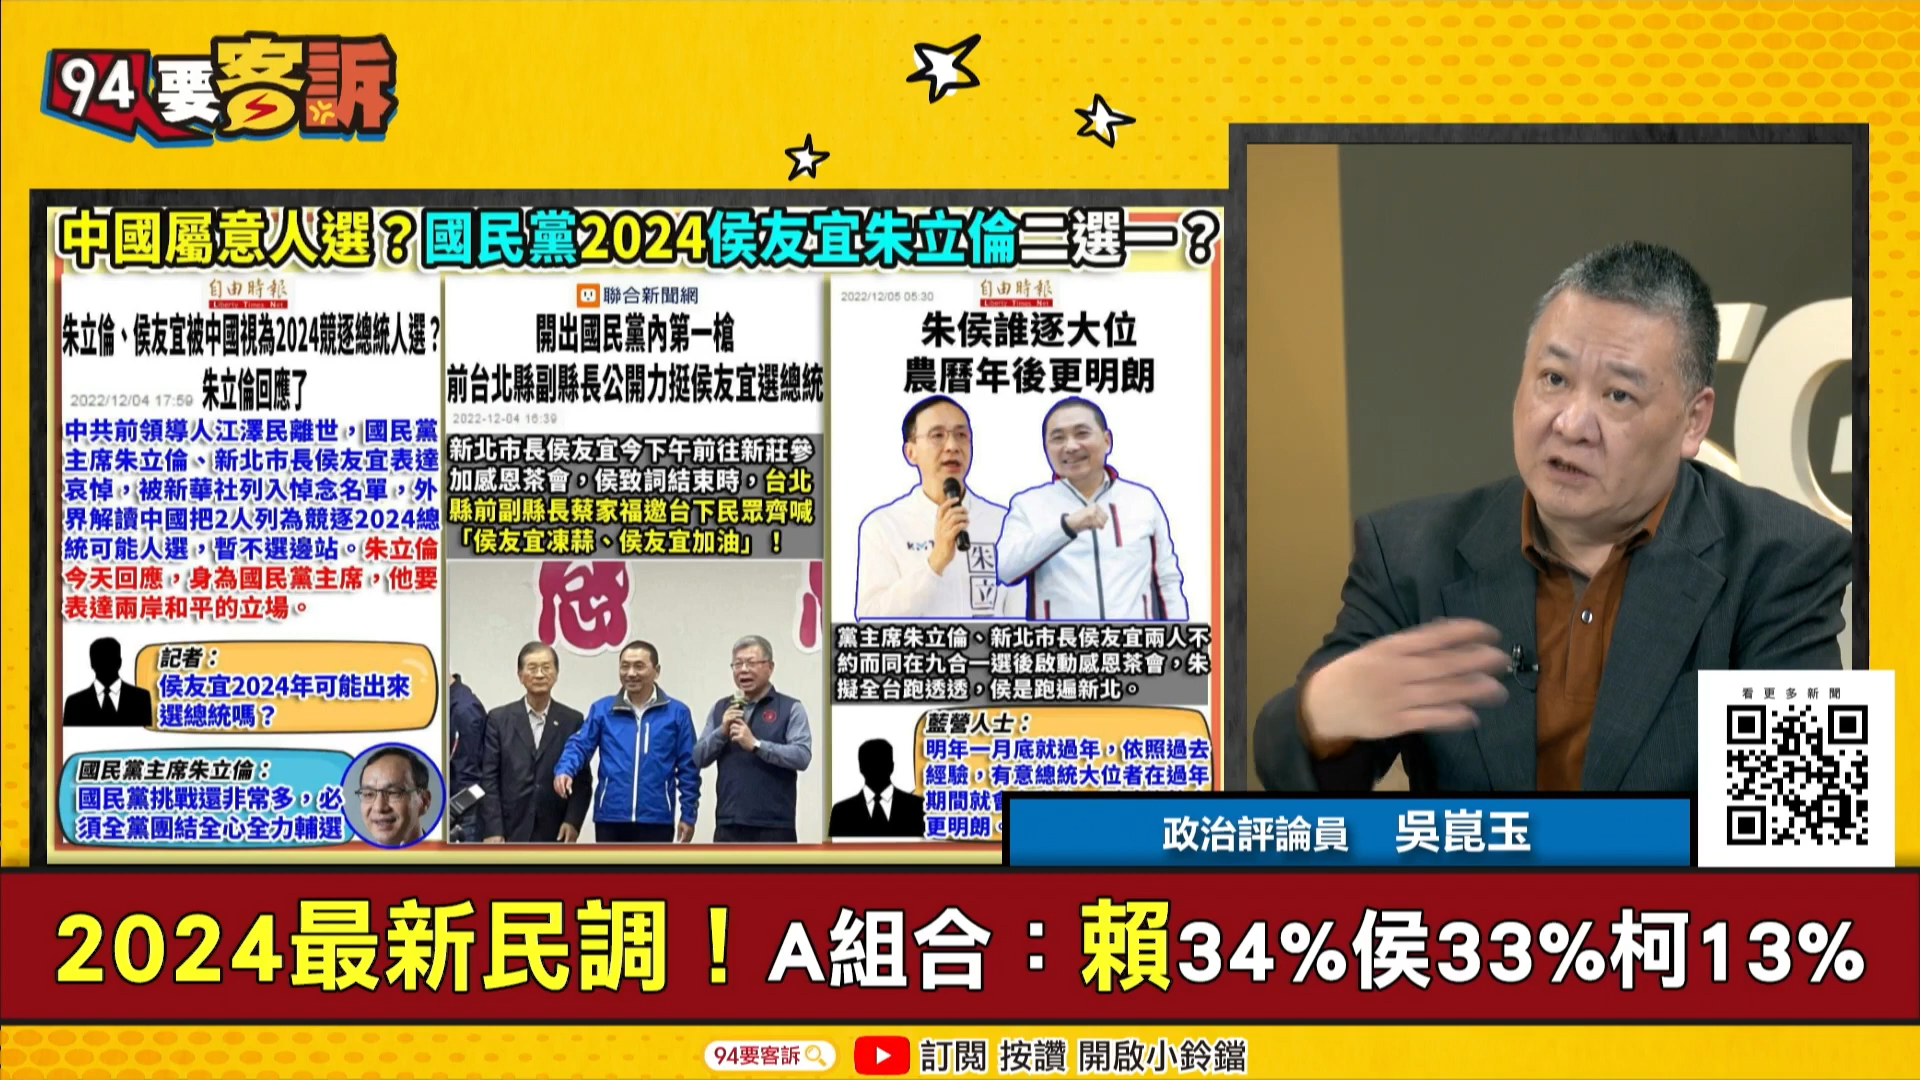 94要客訴
中國屬意人選？國民黨2024侯友宜朱立倫二選一？
自由時報
Liberty Times Net
朱立倫、侯友宜被中國視為2024競逐總統人選？
朱立倫回應了
2022/12/04 17:59
中共前領導人江澤民離世，國民黨
主席朱立倫、新北市長侯友宜表達
哀悼，被新華社列入悼念名單，外
界解讀中國把2人列為競逐2024總
統可能人選，暫不選邊站。朱立倫
今天回應，身為國民黨主席，他要
表達兩岸和平的立場。
記者：
侯友宜2024年可能出來
選總統嗎？
國民黨主席朱立倫：
國民黨挑戰還非常多，必
須全黨團結全心全力輔選
聯合新聞網
開出國民黨內第一槍
前台北縣副縣長公開力挺侯友宜選總統
2022-12-04 16:39
新北市長侯友宜今下午前往新莊參
加感恩茶會，侯致詞結束時，台北
縣前副縣長蔡家福邀台下民眾齊喊
「侯友宜凍蒜、侯友宜加油」！
2022/12/05 05:30
自由時報
Liberty Times Net
朱侯誰逐大位
農曆年後更明朗
朱立
黨主席朱立倫、新北市長侯友宜兩人不
約而同在九合一選後啟動感恩茶會，朱
擬全台跑透透，侯是跑遍新北。
藍營人士：
明年一月底就過年，依照過去
經驗，有意總統大位者在過年
期間就會
更明朗。
看更多新聞
政治評論員 吳崑玉
2024最新民調！A組合：賴34%侯33%柯13%
94要客訴
訂閱 按讚 開啟小鈴鐺